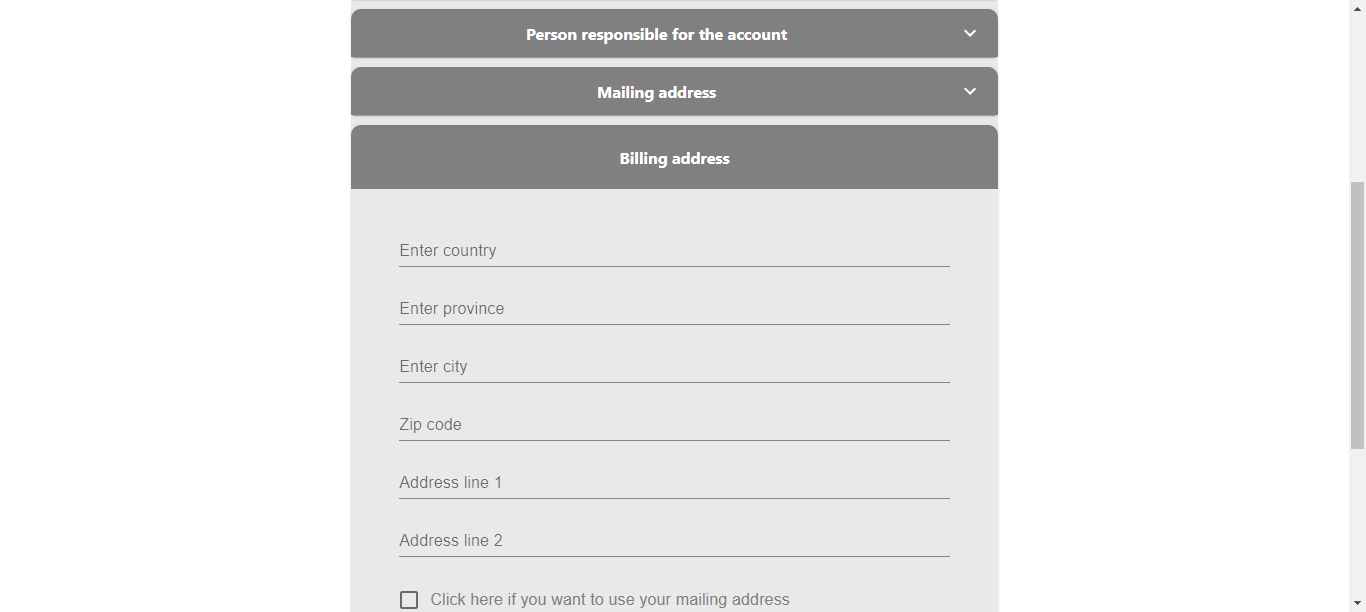 Person responsible for the account
Mailing address
Billing address
Enter country
Enter province
Enter city
Zip code
Address line 1
Address line 2
Click here if you want to use your mailing address